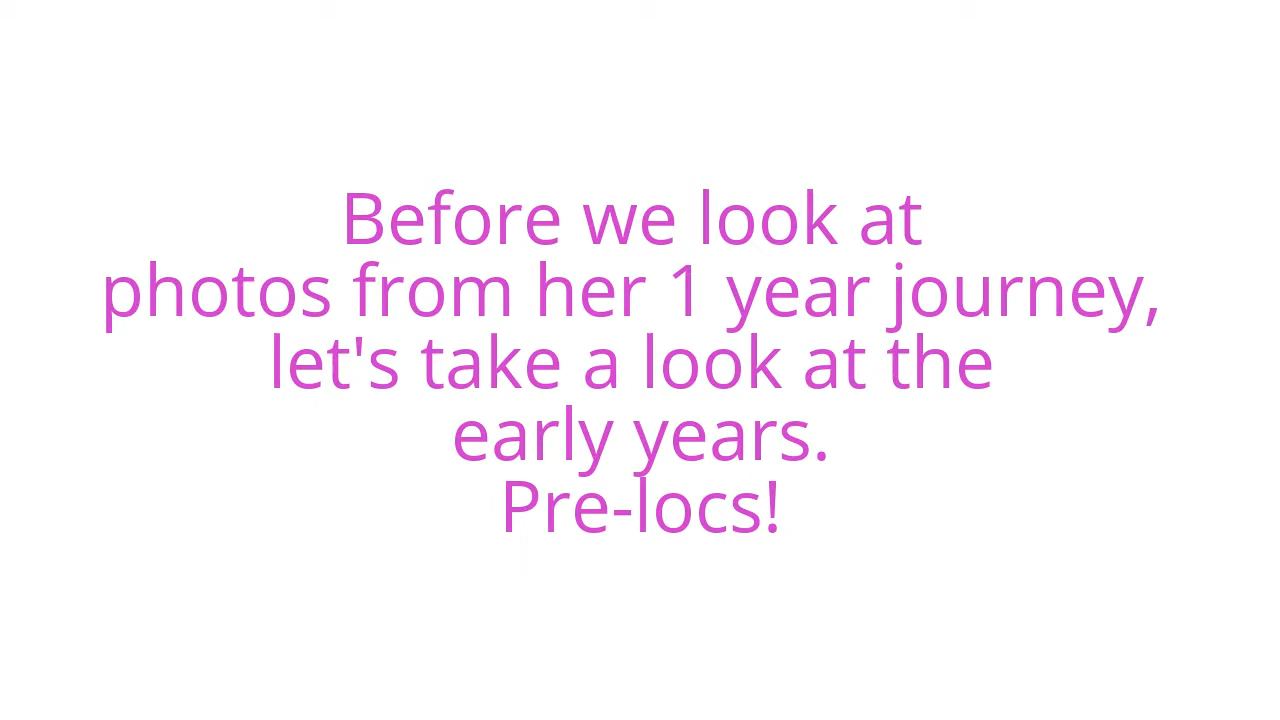 Before we look at
photos from her 1 year journey,
let's take a look at the
early years.
Pre-locs!